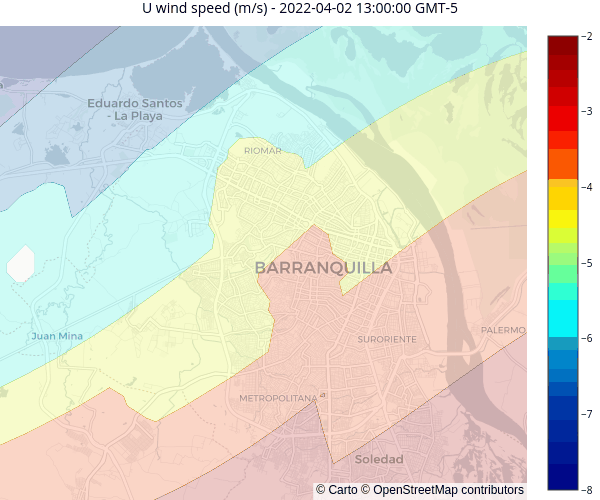 U wind speed (m/s) - 2022-04-02 13:00:00 GMT-5
Eduardo Santos
- La Playa
RIOMAR
BARRANQUILLA
Juan Mina
SURORIENTE
PALERMO
METROPOLITANA
Soledad
© Carto © OpenStreetMap contributors
−2
−3
−4
−5
−6
−7
−8